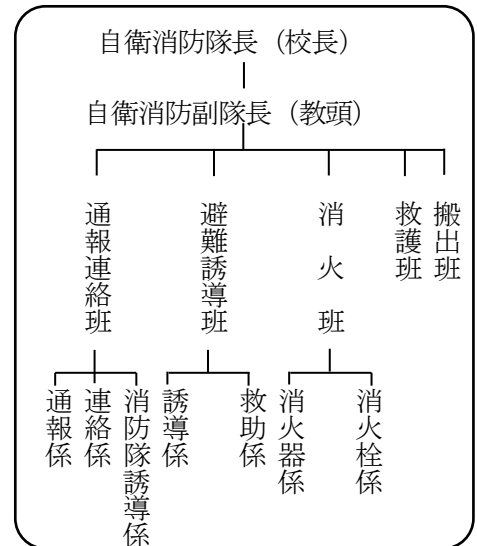 自衛消防隊長（校長）
自衛消防副隊長（教頭）
通報連絡班
避難誘導班
消火班
救護班
搬出班
通報係
連絡係
消防隊誘導係
誘導係
救助係
消火器係
消火栓係